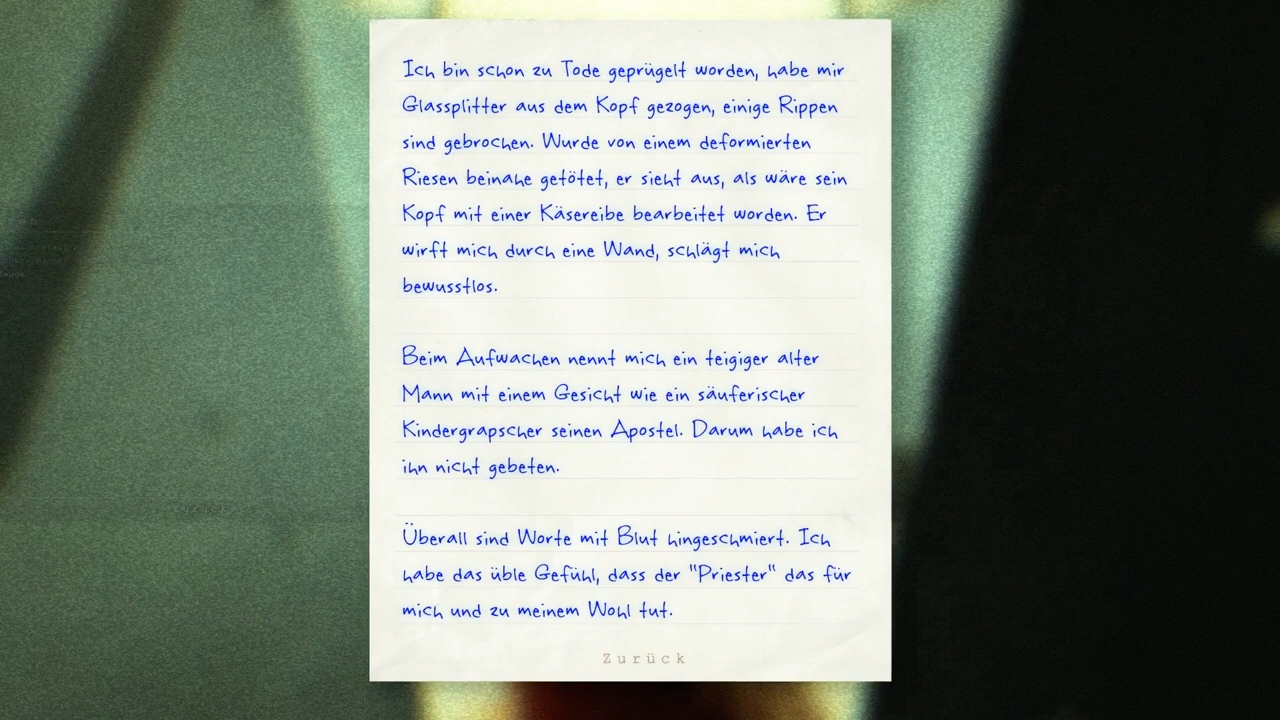 Ich bin schon zu Tode geprügelt worden, habe mir
Glassplitter aus dem Kopf gezogen, einige Rippen
sind gebrochen. Wurde von einem deformierten
Riesen beinahe getötet, er sieht aus, als wäre sein
Kopf mit einer Käsereibe bearbeitet worden. Er
wirft mich durch eine Wand, schlägt mich
bewusstlos.
Beim Aufwachen nennt mich ein teigiger alter
Mann mit einem Gesicht wie ein säuferischer
Kindergrapscher seinen Apostel. Darum habe ich
ihn nicht gebeten.
Überall sind Worte mit Blut hingeschmiert. Ich
habe das üble Gefühl, dass der "Priester" das für
mich und zu meinem Wohl tut.
Zurück